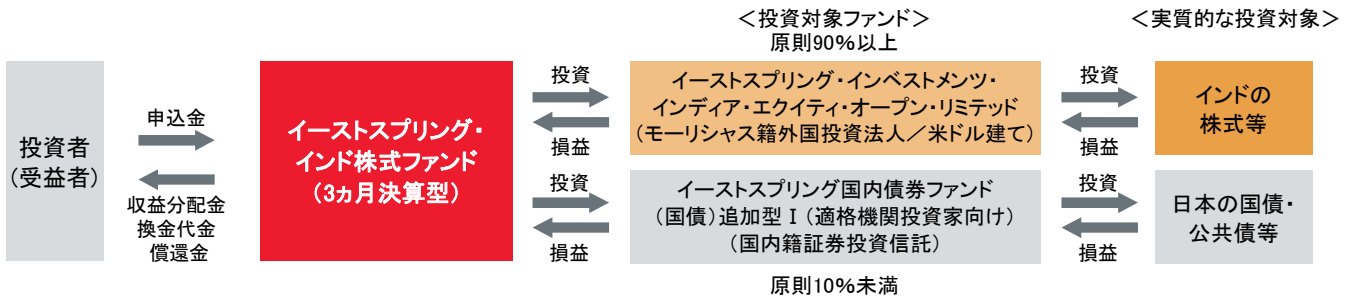 ＜投資対象ファンド＞
原則90％以上
＜実質的な投資対象＞
投資者
（受益者）
申込金
収益分配金
換金代金
償還金
イーストスプリング・
インド株式ファンド
（3ヵ月決算型）
投資
損益
投資
損益
イーストスプリング・インベストメンツ・
インディア・エクイティ・オープン・リミテッド
（モーリシャス籍外国投資法人／米ドル建て）
イーストスプリング国内債券ファンド
（国債）追加型Ⅰ（適格機関投資家向け）
（国内籍証券投資信託）
原則10％未満
投資
損益
投資
損益
インドの
株式等
日本の国債・
公共債等